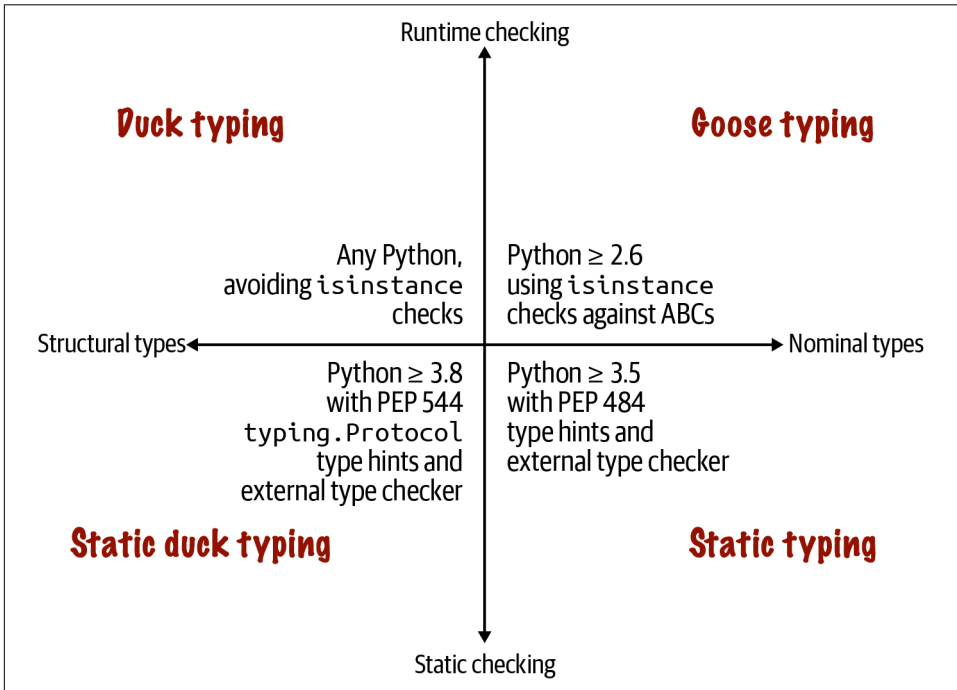 Runtime checking
Duck typing
Goose typing
Any Python,
avoiding isinstance
checks
Python ≥ 2.6
using isinstance
checks against ABCs
Structural types
Nominal types
Python ≥ 3.8
with PEP 544
typing.Protocol
type hints and
external type checker
Python ≥ 3.5
with PEP 484
type hints and
external type checker
Static duck typing
Static typing
Static checking